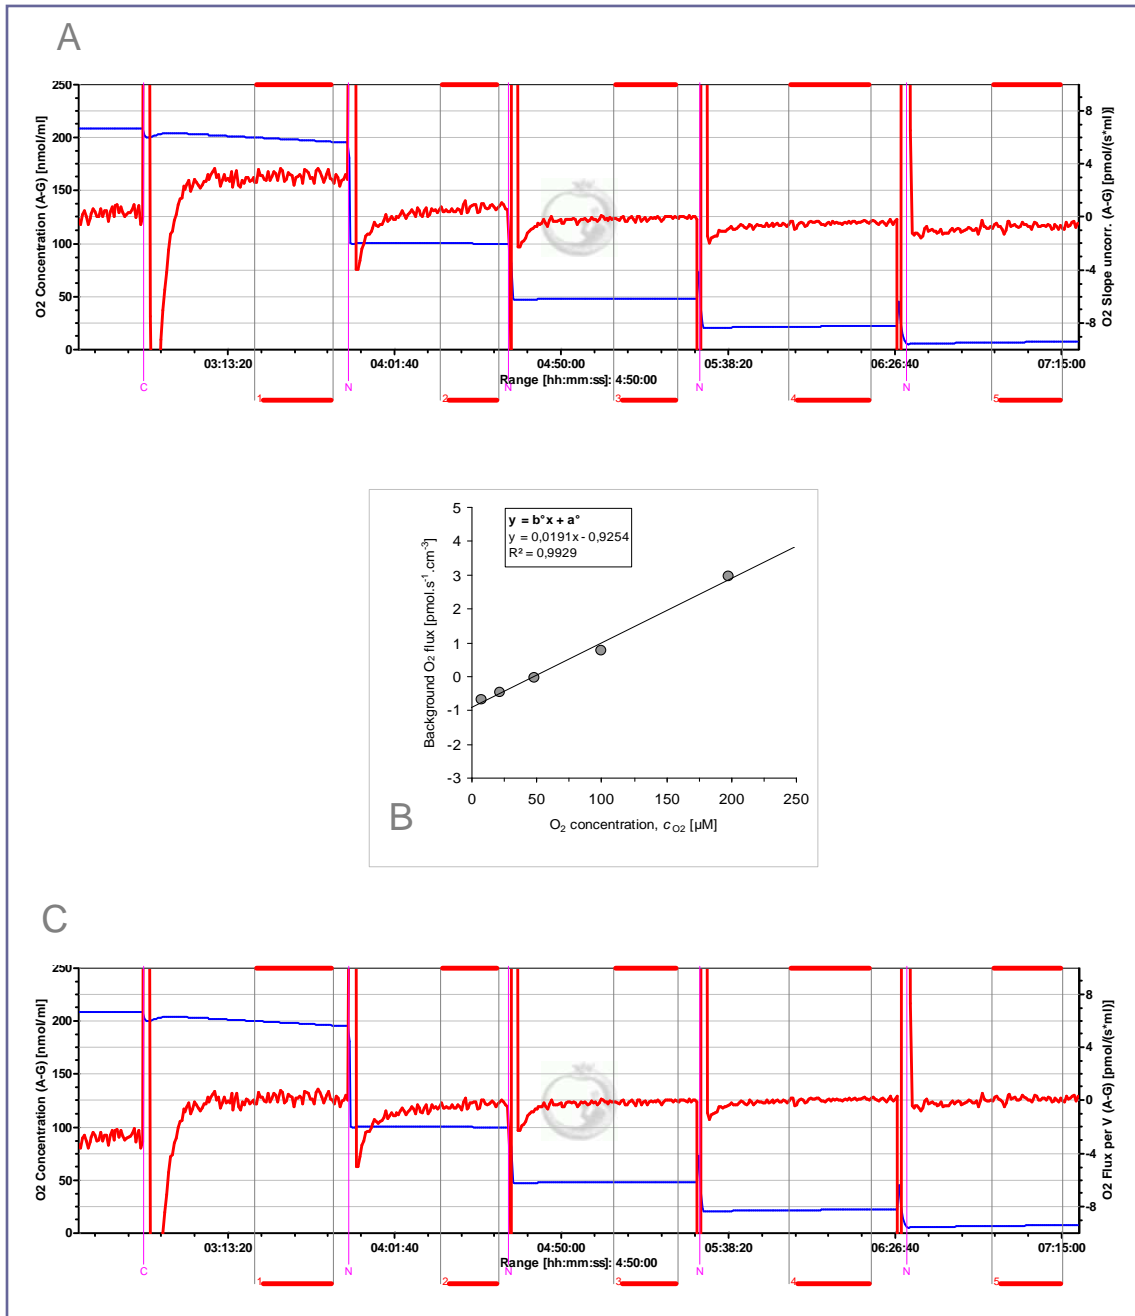 A
O2 Concentration (A-G) [nmol/ml]
250
200
150
100
50
0
8
4
0
-4
-8
O2 Slope uncorr. (A-G) [pmol/(s*ml)]
03:13:20
04:01:40
04:50:00
05:38:20
06:26:40
07:15:00
Range [hh:mm:ss]: 4:50:00
C
N
N
N
N
1
2
3
4
5
B
Background O2 flux [pmol.s-1.cm-3]
5
4
3
2
1
0
-1
-2
-3
y = b°x + a°
y = 0,0191x - 0,9254
R² = 0,9929
0
50
100
150
200
250
O2 concentration, cO2 [µM]
C
O2 Concentration (A-G) [nmol/ml]
250
200
150
100
50
0
8
4
0
-4
-8
O2 Flux per V (A-G) [pmol/(s*ml)]
03:13:20
04:01:40
04:50:00
05:38:20
06:26:40
07:15:00
Range [hh:mm:ss]: 4:50:00
C
N
N
N
N
1
2
3
4
5